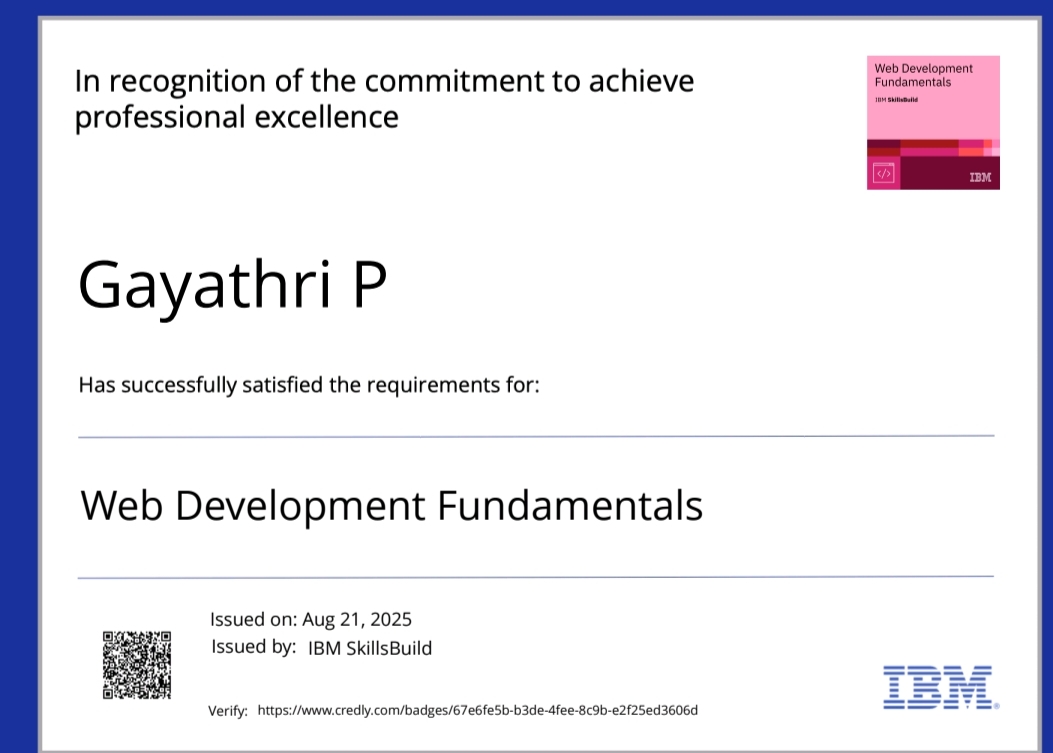 In recognition of the commitment to achieve
professional excellence
Web Development
Fundamentals
IBM SkillsBuild
</>
IBM
Gayathri P
Has successfully satisfied the requirements for:
Web Development Fundamentals
Issued on: Aug 21, 2025
Issued by: IBM SkillsBuild
Verify: https://www.credly.com/badges/67e6fe5b-b3de-4fee-8c9b-e2f25ed3606d
IBM®